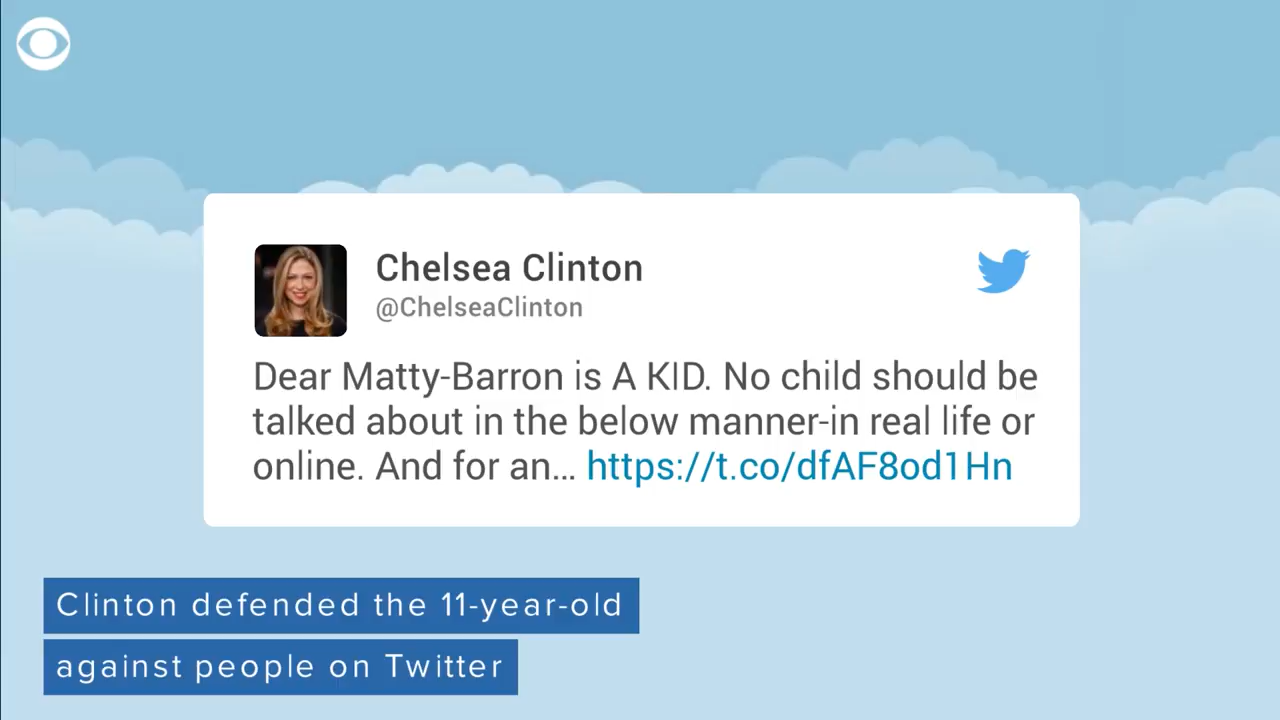 Chelsea Clinton
@ChelseaClinton
Dear Matty-Barron is A KID. No child should be
talked about in the below manner-in real life or
online. And for an... https://t.co/dfAF8od1Hn
Clinton defended the 11-year-old
against people on Twitter